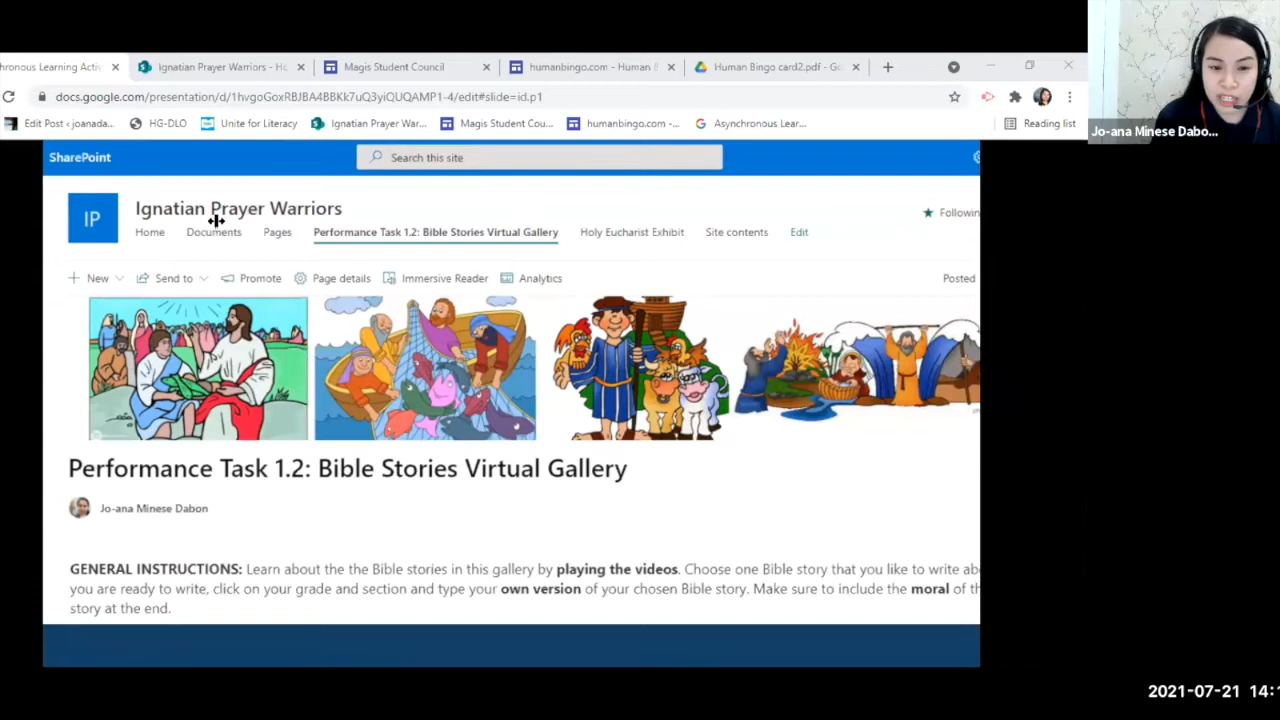 hronous Learning Acti
Ignatian Prayer Warriors - Ho
Magis Student Council
humanbingo.com - Human B
Human Bingo card2.pdf - Go
docs.google.com/presentation/d/1hvgoGoxRBJBA4BBKk7uQ3yiQUQAMP1-4/edit#slide=id.p1
Edit Post ‹ joanada...
HG-DLO
Unite for Literacy
Ignatian Prayer War...
Magis Student Cou...
humanbingo.com -...
Asynchronous Lear...
Reading list
Jo-ana Minese Dabo...
SharePoint
Search this site
IP
Ignatian Prayer Warriors
Followin
Home
Documents
Pages
Performance Task 1.2: Bible Stories Virtual Gallery
Holy Eucharist Exhibit
Site contents
Edit
New
Send to
Promote
Page details
Immersive Reader
Analytics
Posted
Performance Task 1.2: Bible Stories Virtual Gallery
Jo-ana Minese Dabon
GENERAL INSTRUCTIONS: Learn about the the Bible stories in this gallery by playing the videos. Choose one Bible story that you like to write abo
you are ready to write, click on your grade and section and type your own version of your chosen Bible story. Make sure to include the moral of th
story at the end.
2021-07-21 14:1